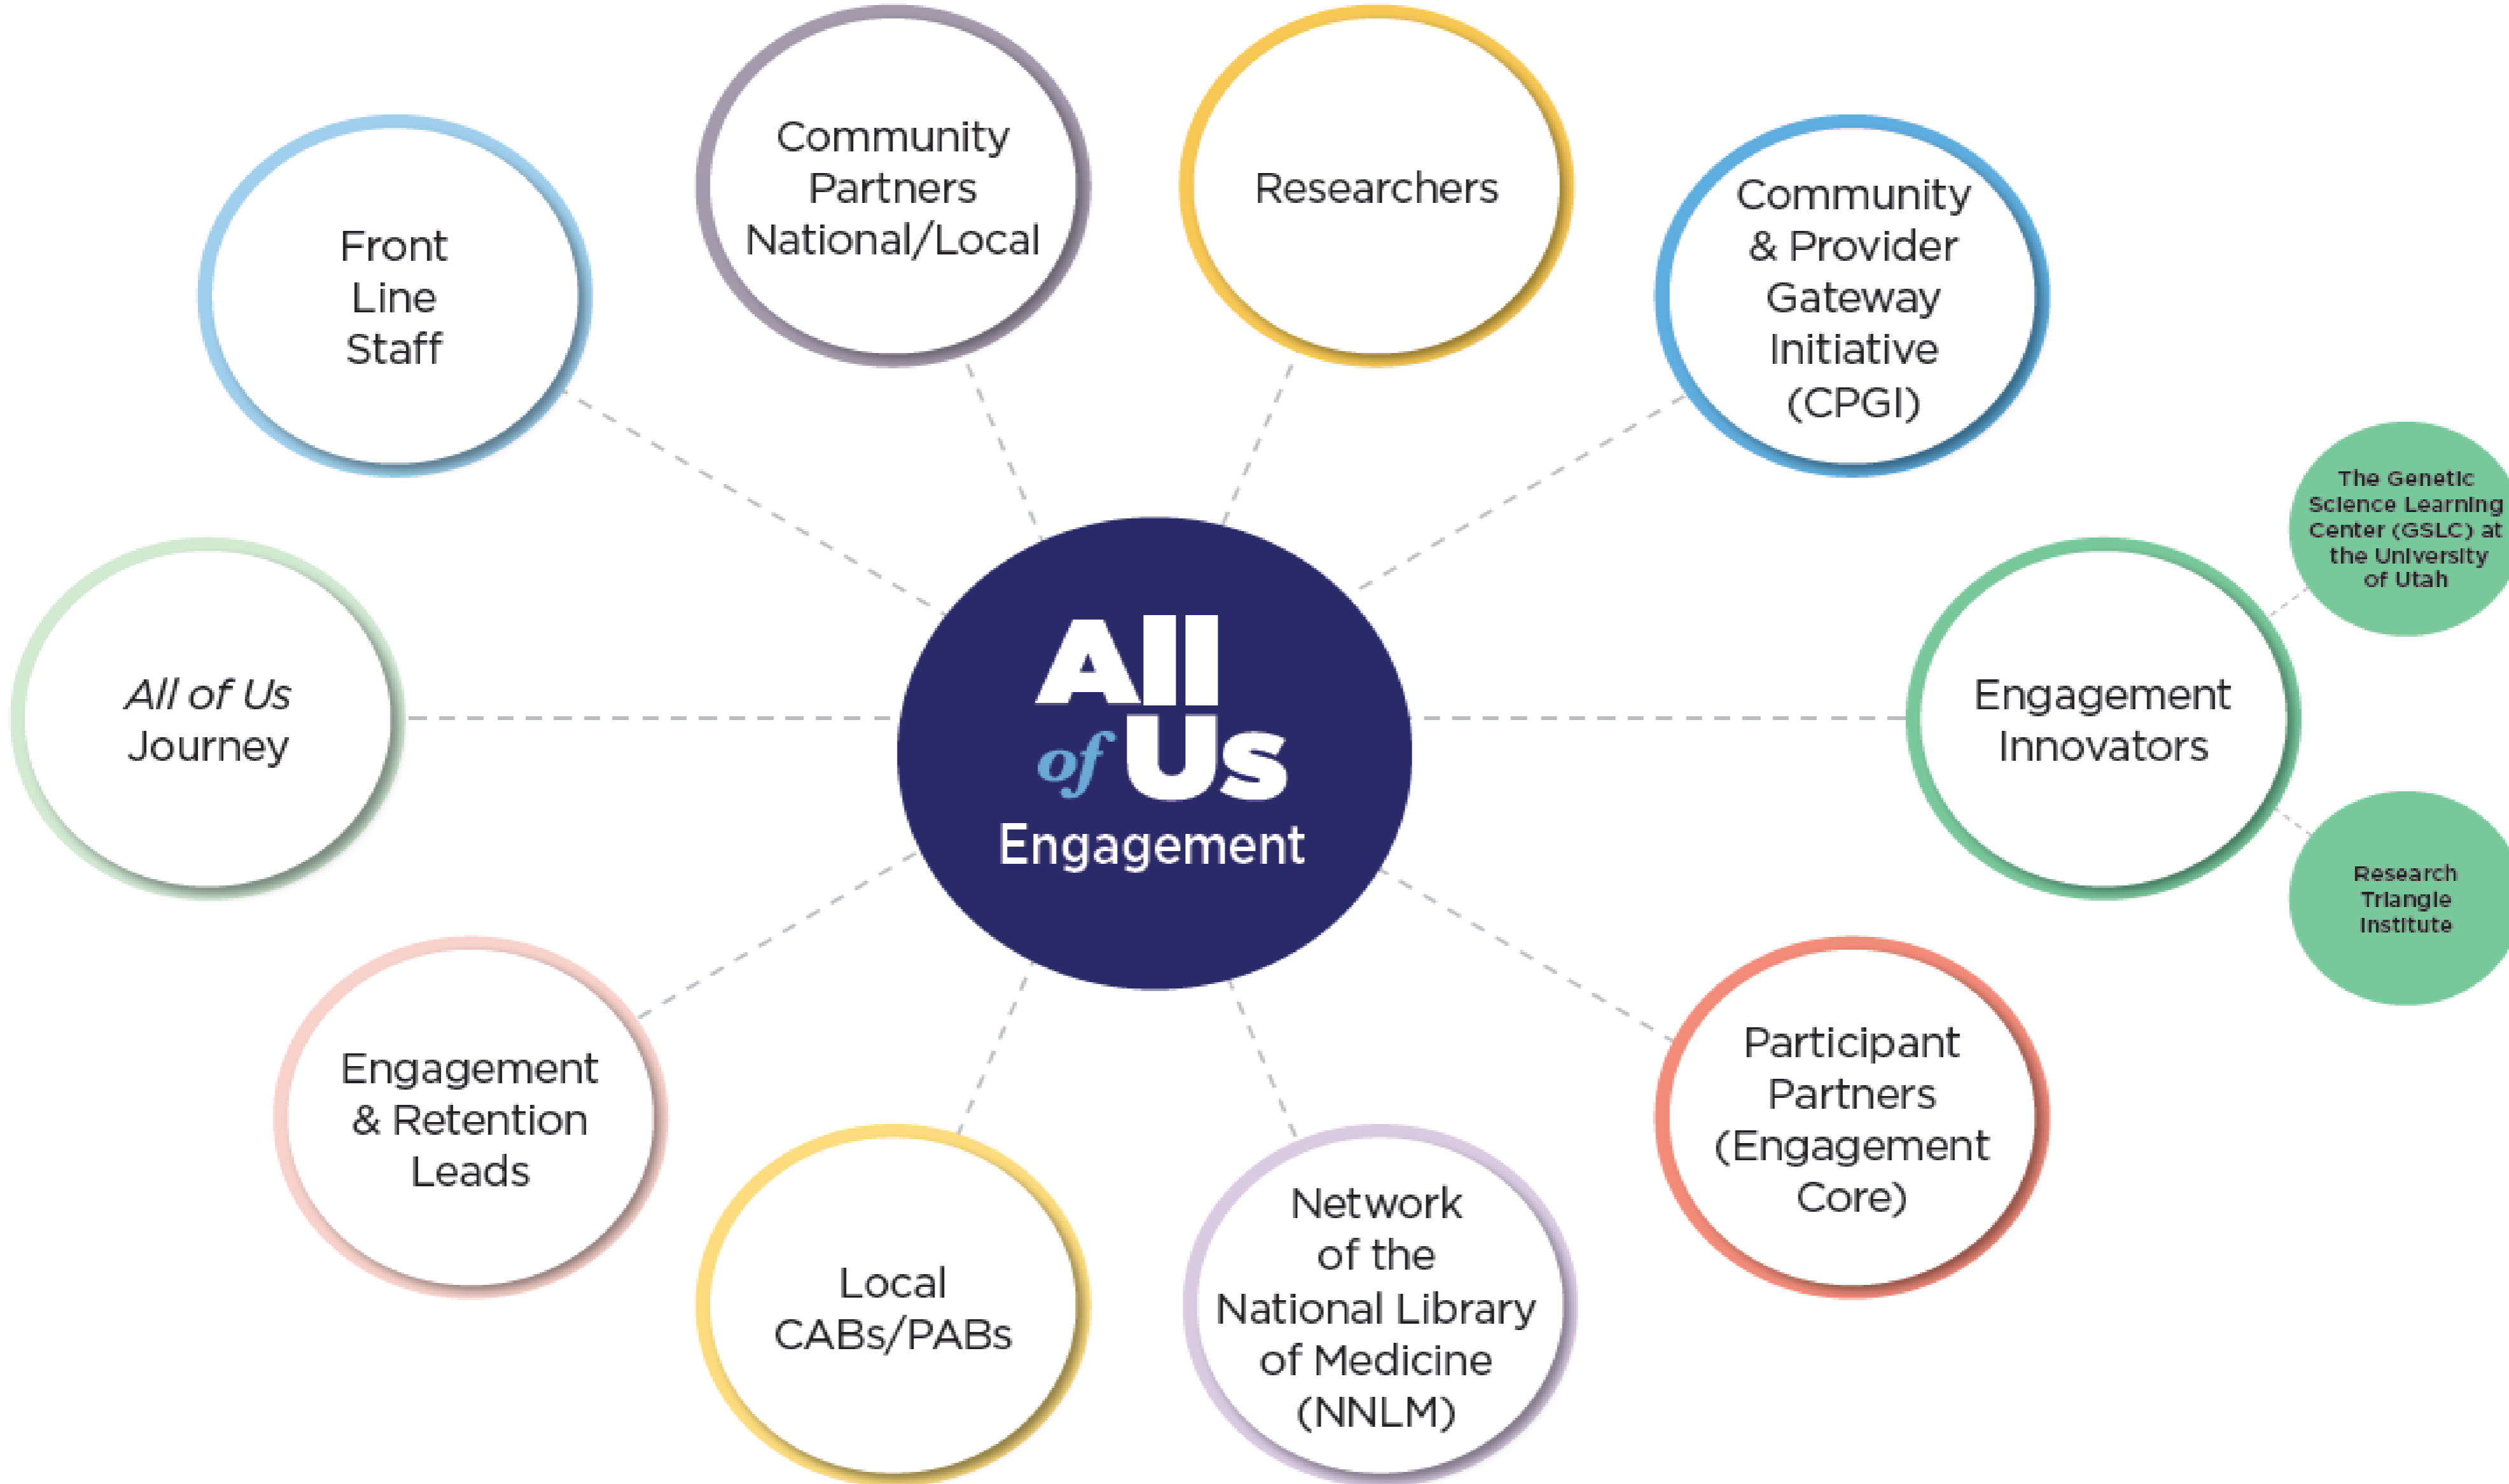 Community
Partners
National/Local
Researchers
Front
Line
Staff
Community
& Provider
Gateway
Initiative
(CPGI)
The Genetic
Science Learning
Center (GSLC) at
the University
of Utah
All of Us
Journey
All
of Us
Engagement
Engagement
Innovators
Research
Triangle
Institute
Engagement
& Retention
Leads
Participant
Partners
(Engagement
Core)
Local
CABs/PABs
Network
of the
National Library
of Medicine
(NNLM)